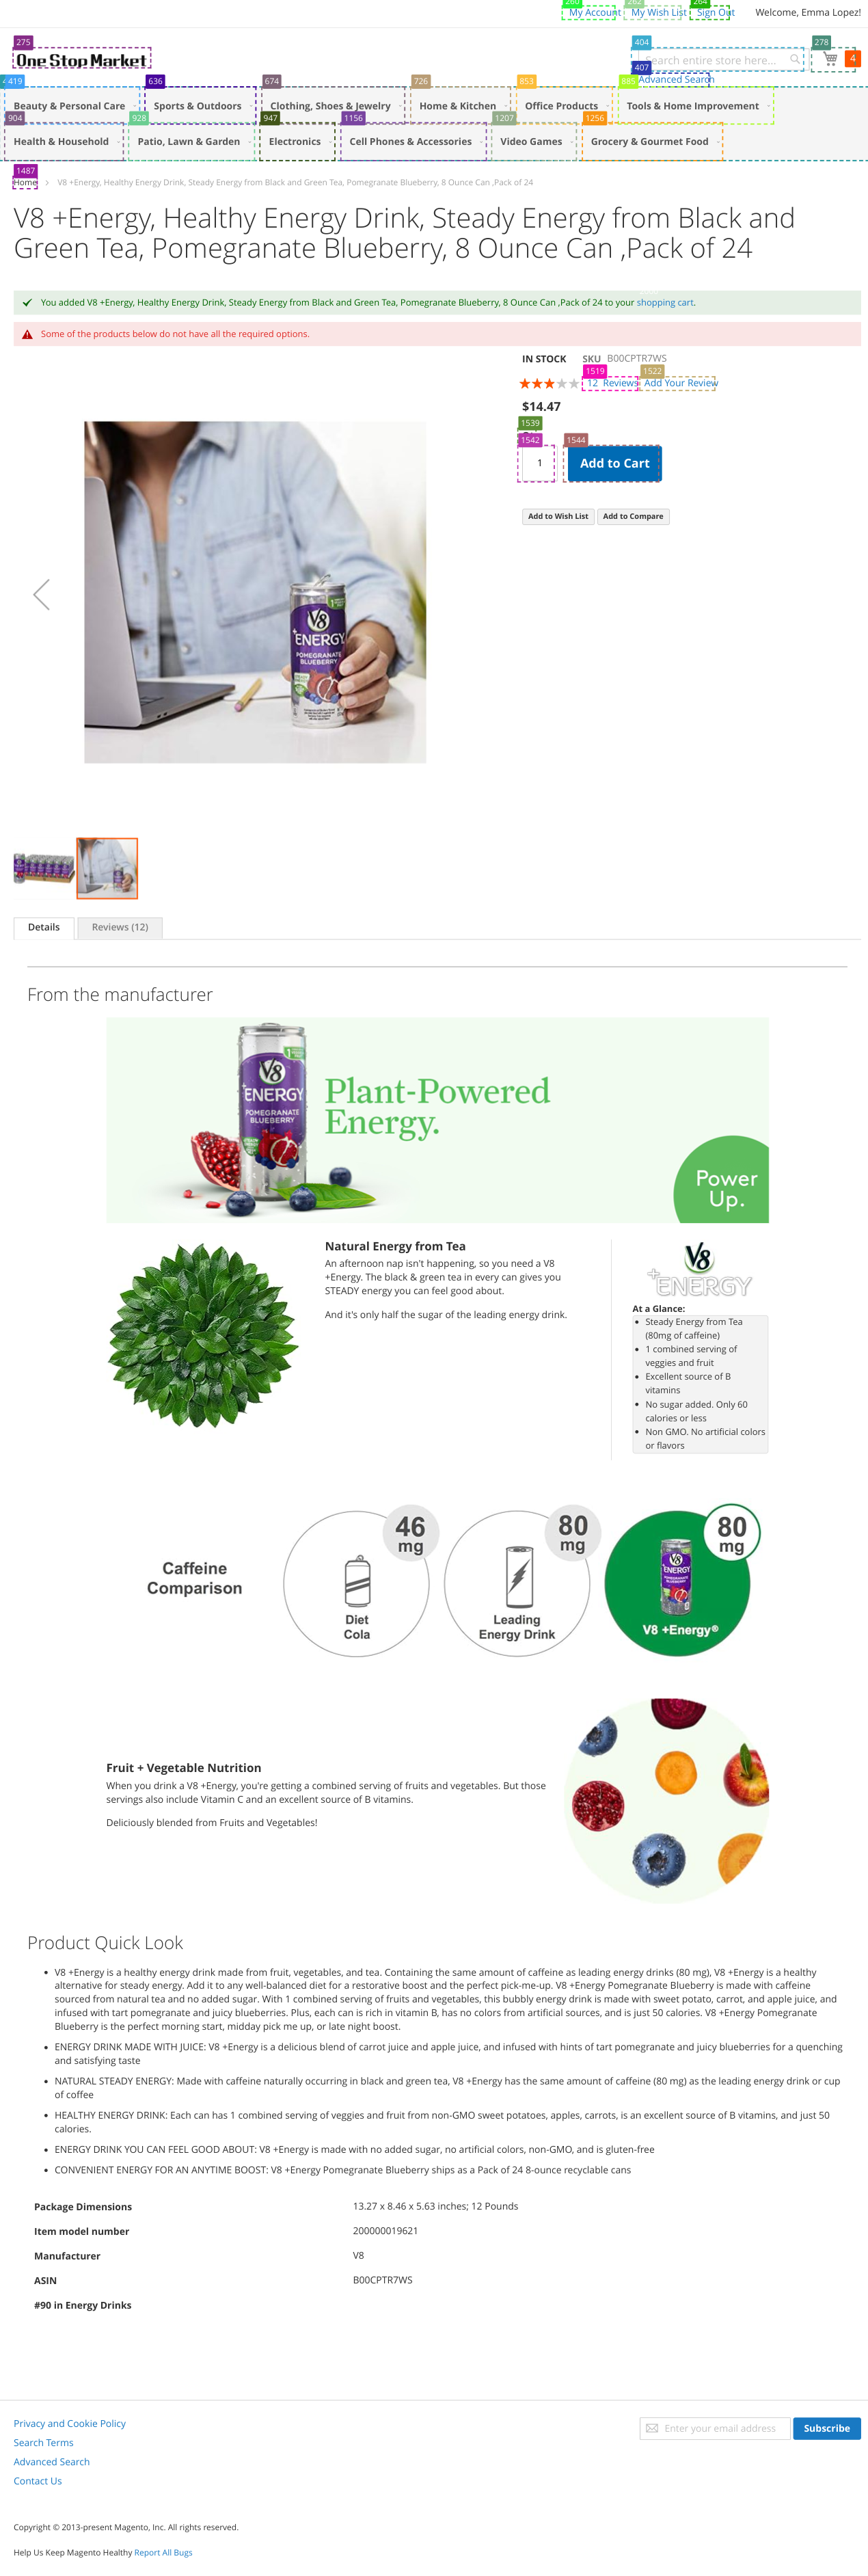 260
My Account
262
My Wish List
264
Sign Out
Welcome, Emma Lopez!
275
One Stop Market
404
Search entire store here...
278
4
407
Advanced Search
419
Beauty & Personal Care
636
Sports & Outdoors
674
Clothing, Shoes & Jewelry
726
Home & Kitchen
853
Office Products
Tools & Home Improvement
904
Health & Household
928
Patio, Lawn & Garden
947
Electronics
1156
Cell Phones & Accessories
1207
Video Games
1256
Grocery & Gourmet Food
1487
Home
V8 +Energy, Healthy Energy Drink, Steady Energy from Black and Green Tea, Pomegranate Blueberry, 8 Ounce Can ,Pack of 24
V8 +Energy, Healthy Energy Drink, Steady Energy from Black and
Green Tea, Pomegranate Blueberry, 8 Ounce Can ,Pack of 24
You added V8 +Energy, Healthy Energy Drink, Steady Energy from Black and Green Tea, Pomegranate Blueberry, 8 Ounce Can ,Pack of 24 to your shopping cart.
Some of the products below do not have all the required options.
IN STOCK SKU B00CPTR7WS
1519
12 Reviews
1522
Add Your Review
$14.47
1539
1542
1
1544
Add to Cart
Add to Wish List
Add to Compare
V8
+ENERGY
POMEGRANATE
BLUEBERRY
Details
Reviews (12)
From the manufacturer
V8
+ENERGY
POMEGRANATE
BLUEBERRY
Plant-Powered
Energy.
Power
Up.
Natural Energy from Tea
An afternoon nap isn't happening, so you need a V8
+Energy. The black & green tea in every can gives you
STEADY energy you can feel good about.
And it's only half the sugar of the leading energy drink.
V8
+ENERGY
At a Glance:
Steady Energy from Tea
(80mg of caffeine)
1 combined serving of
veggies and fruit
Excellent source of B
vitamins
No sugar added. Only 60
calories or less
Non GMO. No artificial colors
or flavors
Caffeine
Comparison
46
mg
Diet
Cola
80
mg
Leading
Energy Drink
80
mg
V8
ENERGY
V8 +Energy®
Fruit + Vegetable Nutrition
When you drink a V8 +Energy, you're getting a combined serving of fruits and vegetables. But those
servings also include Vitamin C and an excellent source of B vitamins.
Deliciously blended from Fruits and Vegetables!
Product Quick Look
V8 +Energy is a healthy energy drink made from fruit, vegetables, and tea. Containing the same amount of caffeine as leading energy drinks (80 mg), V8 +Energy is a healthy
alternative for steady energy. Add it to any well-balanced diet for a restorative boost and the perfect pick-me-up. V8 +Energy Pomegranate Blueberry is made with caffeine
sourced from natural tea and no added sugar. With 1 combined serving of fruits and vegetables, this bubbly energy drink is made with sweet potato, carrot, and apple juice, and
infused with tart pomegranate and juicy blueberries. Plus, each can is rich in vitamin B, has no colors from artificial sources, and is just 50 calories. V8 +Energy Pomegranate
Blueberry is the perfect morning start, midday pick me up, or late night boost.
ENERGY DRINK MADE WITH JUICE: V8 +Energy is a delicious blend of carrot juice and apple juice, and infused with hints of tart pomegranate and juicy blueberries for a quenching
and satisfying taste
NATURAL STEADY ENERGY: Made with caffeine naturally occurring in black and green tea, V8 +Energy has the same amount of caffeine (80 mg) as the leading energy drink or cup
of coffee
HEALTHY ENERGY DRINK: Each can has 1 combined serving of veggies and fruit from non-GMO sweet potatoes, apples, carrots, is an excellent source of B vitamins, and just 50
calories.
ENERGY DRINK YOU CAN FEEL GOOD ABOUT: V8 +Energy is made with no added sugar, no artificial colors, non-GMO, and is gluten-free
CONVENIENT ENERGY FOR AN ANYTIME BOOST: V8 +Energy Pomegranate Blueberry ships as a Pack of 24 8-ounce recyclable cans
Package Dimensions 13.27 x 8.46 x 5.63 inches; 12 Pounds
Item model number 200000019621
Manufacturer V8
ASIN B00CPTR7WS
#90 in Energy Drinks
Privacy and Cookie Policy
Search Terms
Advanced Search
Contact Us
Enter your email address
Subscribe
Copyright © 2013-present Magento, Inc. All rights reserved.
Help Us Keep Magento Healthy Report All Bugs